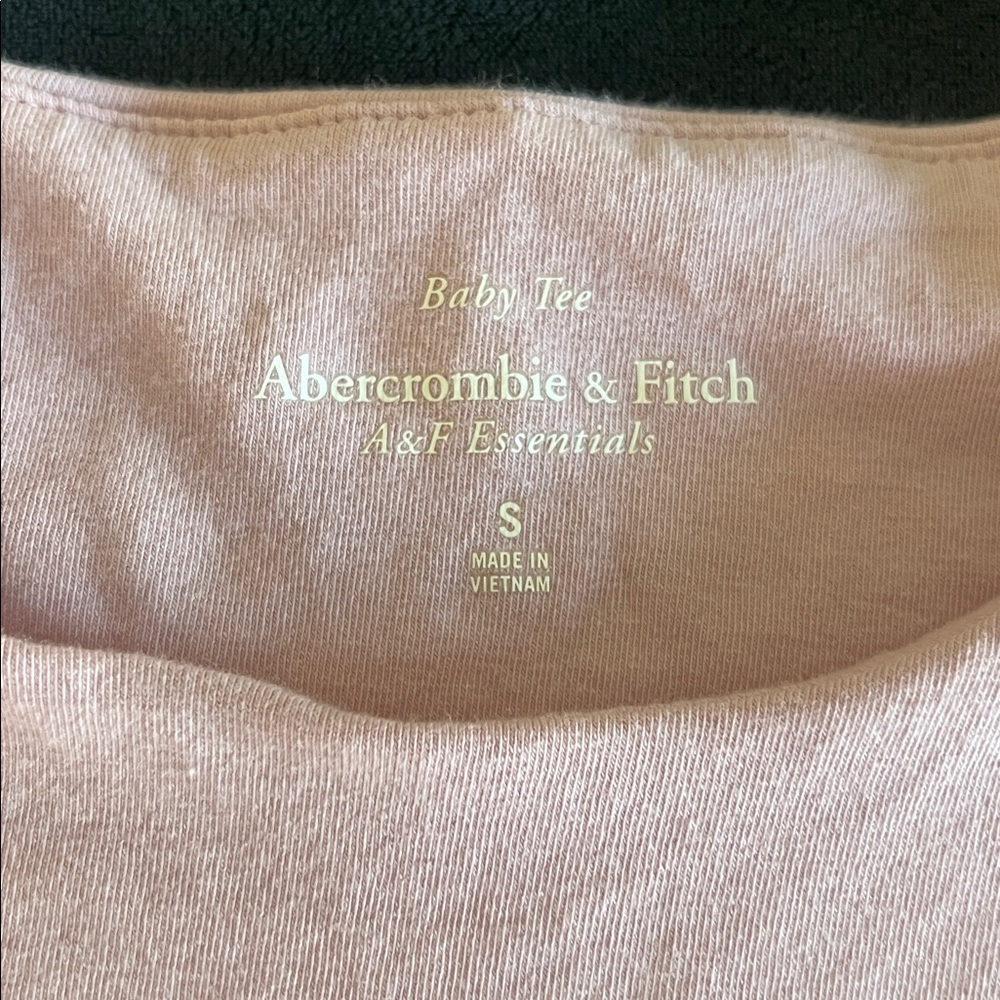 Baby Tee
Abercrombie & Fitch
A&F Essentials
S
MADE IN
VIETNAM